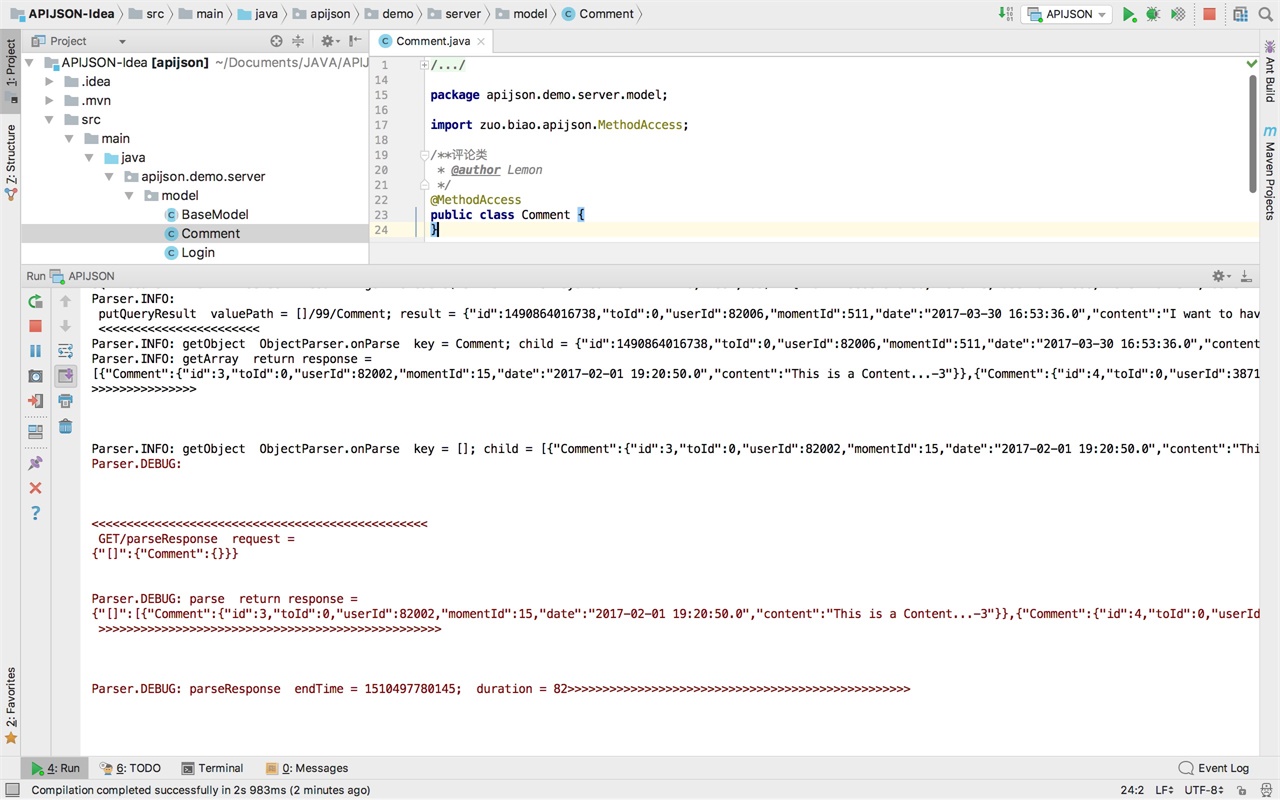 APIJSON-Idea src main java apijson demo server model Comment
APIJSON
Project
Comment.java
1: Project
Z: Structure
2: Favorites
Ant Build
Maven Projects
APIJSON-Idea [apijson] ~/Documents/JAVA/APIJ
.idea
.mvn
src
main
java
apijson.demo.server
model
BaseModel
Comment
Login
1 /.../
14
15 package apijson.demo.server.model;
16
17 import zuo.biao.apijson.MethodAccess;
18
19 /**评论类
20 * @author Lemon
21 */
22 @MethodAccess
23 public class Comment {
24 }
Run APIJSON
Parser.INFO:
putQueryResult valuePath = []/99/Comment; result = {"id":1490864016738,"toId":0,"userId":82006,"momentId":511,"date":"2017-03-30 16:53:36.0","content":"I want to hav
<<<<<<<<<<<<<<<<<<<<<<<
Parser.INFO: getObject ObjectParser.onParse key = Comment; child = {"id":1490864016738,"toId":0,"userId":82006,"momentId":511,"date":"2017-03-30 16:53:36.0","content
Parser.INFO: getArray return response =
[{"Comment":{"id":3,"toId":0,"userId":82002,"momentId":15,"date":"2017-02-01 19:20:50.0","content":"This is a Content...-3"}},{"Comment":{"id":4,"toId":0,"userId":3871
>>>>>>>>>>>>>>>
Parser.INFO: getObject ObjectParser.onParse key = []; child = [{"Comment":{"id":3,"toId":0,"userId":82002,"momentId":15,"date":"2017-02-01 19:20:50.0","content":"Thi
Parser.DEBUG:
<<<<<<<<<<<<<<<<<<<<<<<<<<<<<<<<<<<<<<<<<<<<<<<<
GET/parseResponse request =
{"[]":{"Comment":{}}}
Parser.DEBUG: parse return response =
{"[]":[{"Comment":{"id":3,"toId":0,"userId":82002,"momentId":15,"date":"2017-02-01 19:20:50.0","content":"This is a Content...-3"}},{"Comment":{"id":4,"toId":0,"userId
>>>>>>>>>>>>>>>>>>>>>>>>>>>>>>>>>>>>>>>>>>>>>>>>>
Parser.DEBUG: parseResponse endTime = 1510497780145; duration = 82>>>>>>>>>>>>>>>>>>>>>>>>>>>>>>>>>>>>>>>>>>>>>>>>>
4: Run 6: TODO Terminal 0: Messages Event Log
Compilation completed successfully in 2s 983ms (2 minutes ago) 24:2 LF UTF-8